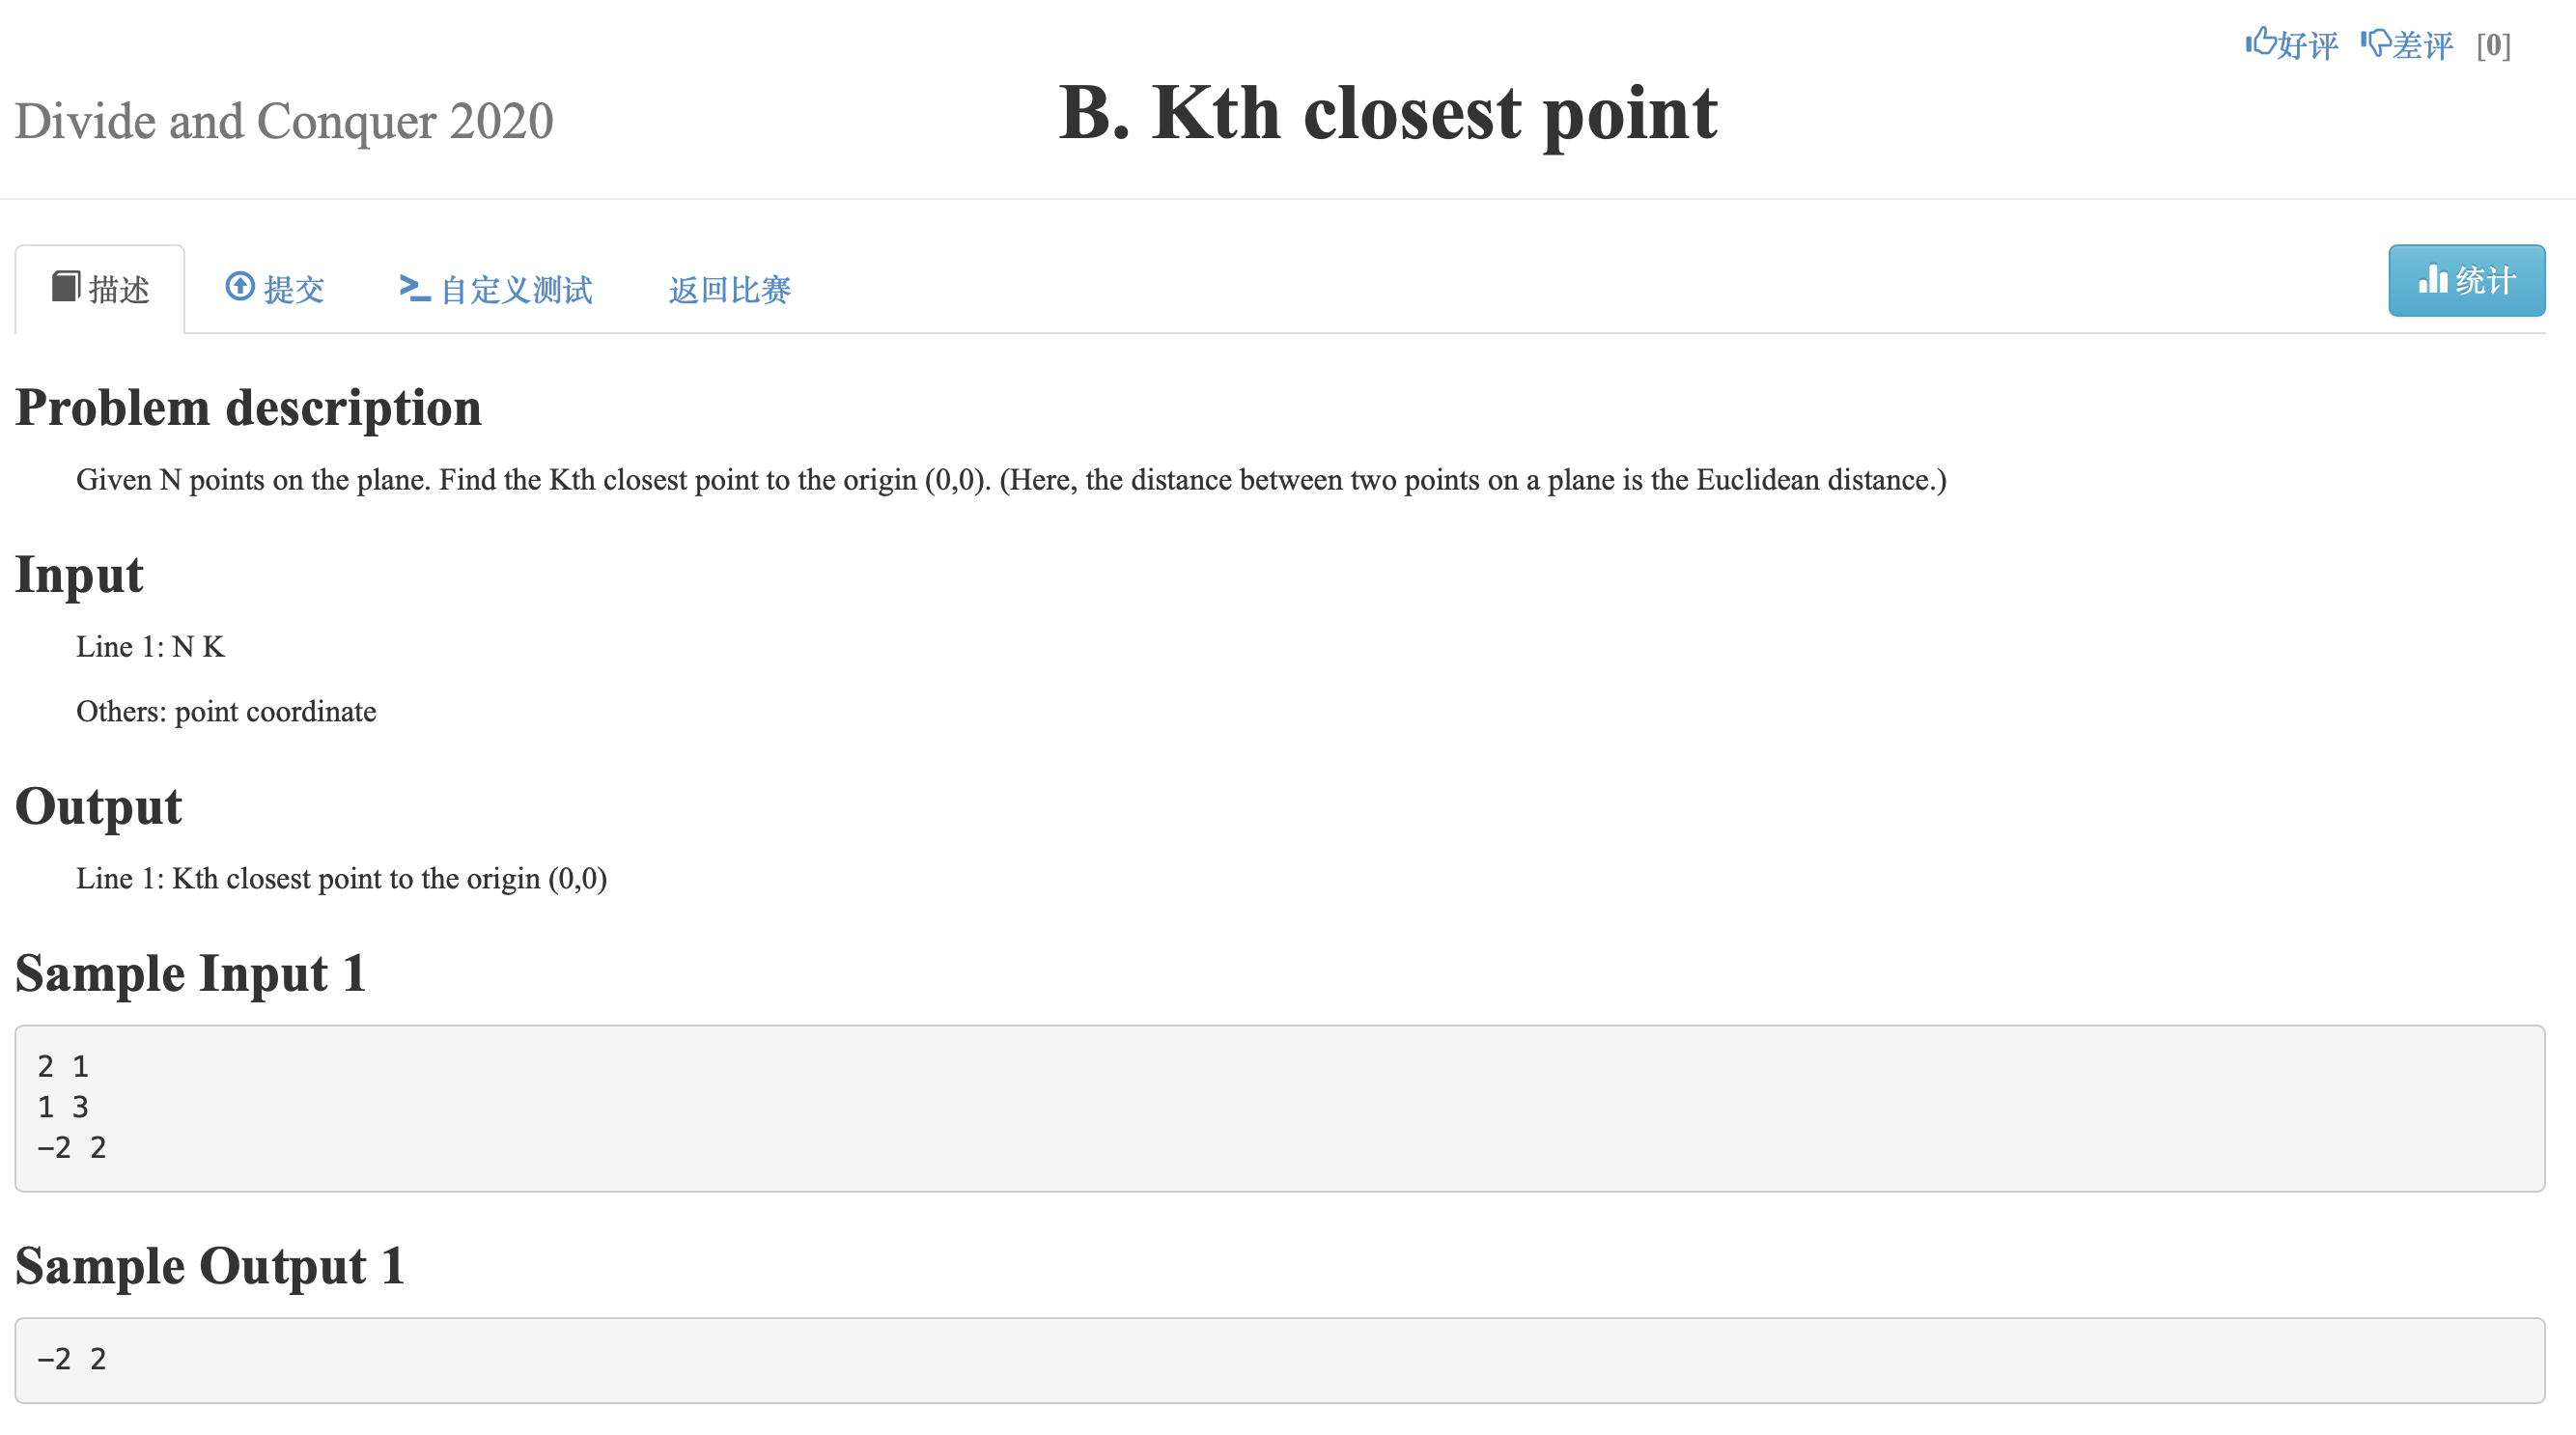 好评 差评 [0]
Divide and Conquer 2020
B. Kth closest point
描述 提交 自定义测试 返回比赛 统计
Problem description
Given N points on the plane. Find the Kth closest point to the origin (0,0). (Here, the distance between two points on a plane is the Euclidean distance.)
Input
Line 1: N K
Others: point coordinate
Output
Line 1: Kth closest point to the origin (0,0)
Sample Input 1
2 1
1 3
-2 2
Sample Output 1
-2 2